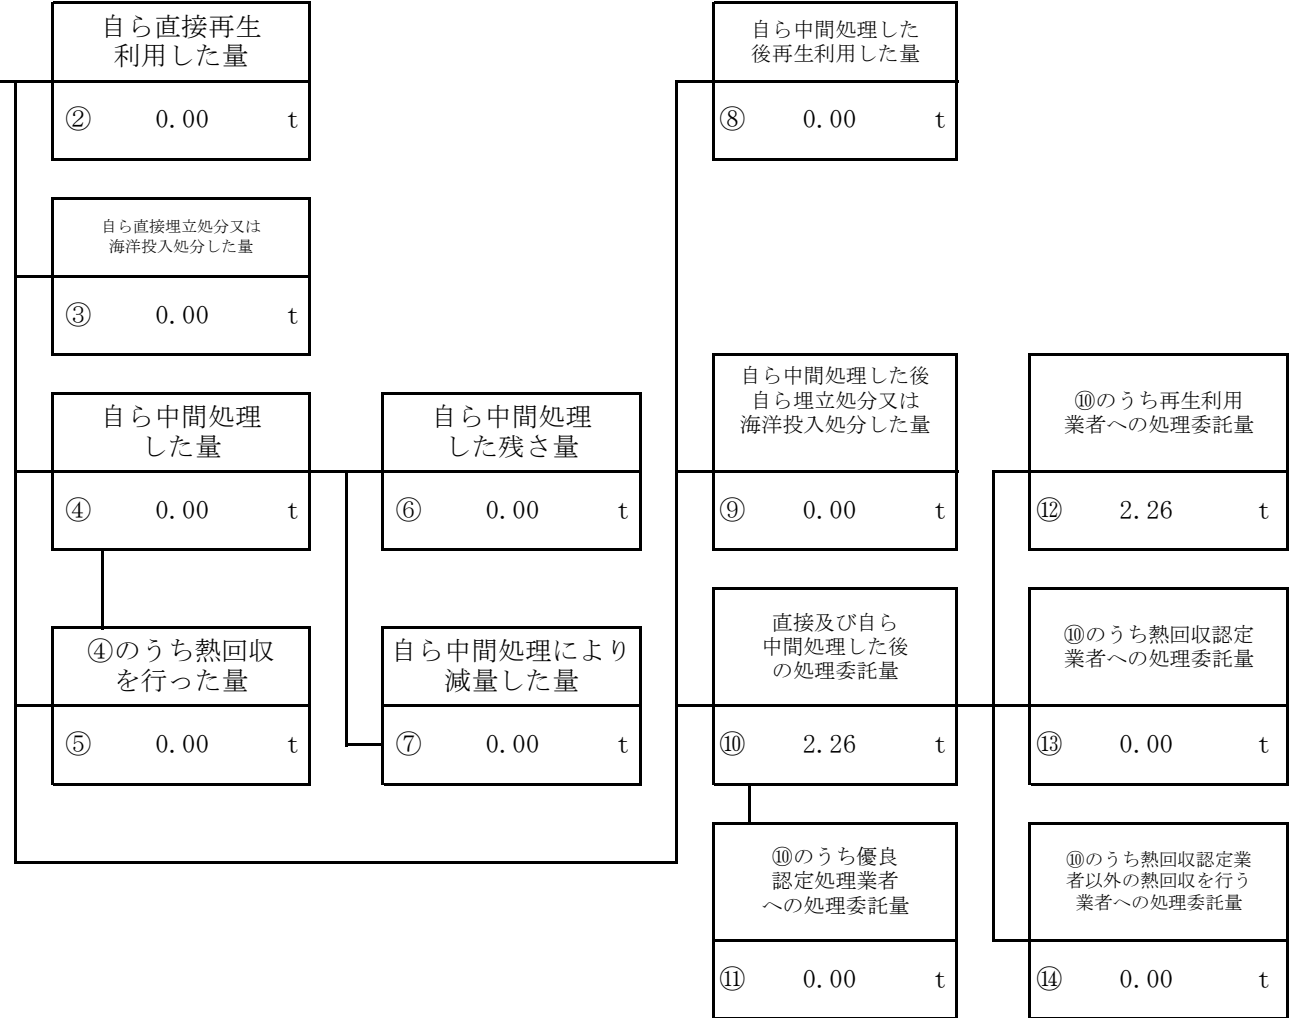 自ら直接再生
利用した量
② 0.00 t
自ら直接埋立処分又は
海洋投入処分した量
③ 0.00 t
自ら中間処理
した量
④ 0.00 t
④のうち熱回収
を行った量
⑤ 0.00 t
自ら中間処理
した残さ量
⑥ 0.00 t
自ら中間処理により
減量した量
⑦ 0.00 t
自ら中間処理した
後再生利用した量
⑧ 0.00 t
自ら中間処理した後
自ら埋立処分又は
海洋投入処分した量
⑨ 0.00 t
直接及び自ら
中間処理した後
の処理委託量
⑩ 2.26 t
⑩のうち優良
認定処理業者
への処理委託量
⑪ 0.00 t
⑩のうち再生利用
業者への処理委託量
⑫ 2.26 t
⑩のうち熱回収認定
業者への処理委託量
⑬ 0.00 t
⑩のうち熱回収認定業
者以外の熱回収を行う
業者への処理委託量
⑭ 0.00 t